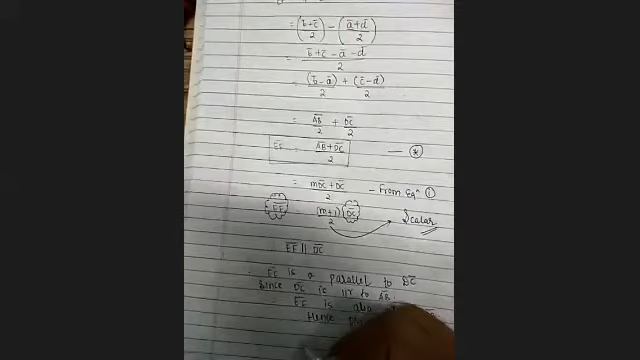 = (b̄+c̄)/2 − (ā+d̄)/2
= (b̄+c̄−ā−d̄)/2
= (b̄−ā)/2 + (c̄−d̄)/2
= AB̄/2 + DC̄/2
EF̄ = (AB̄+DC̄)/2 — ⊛
= (mDC̄+DC̄)/2 - From Eqⁿ ①
EF̄ (m+1)/2 DC̄ Scalar
EF̄ || DC̄
EF̄ is a parallel to DC̄
Since DC̄ is ||r to AB̄.
EF̄ is also
Hence